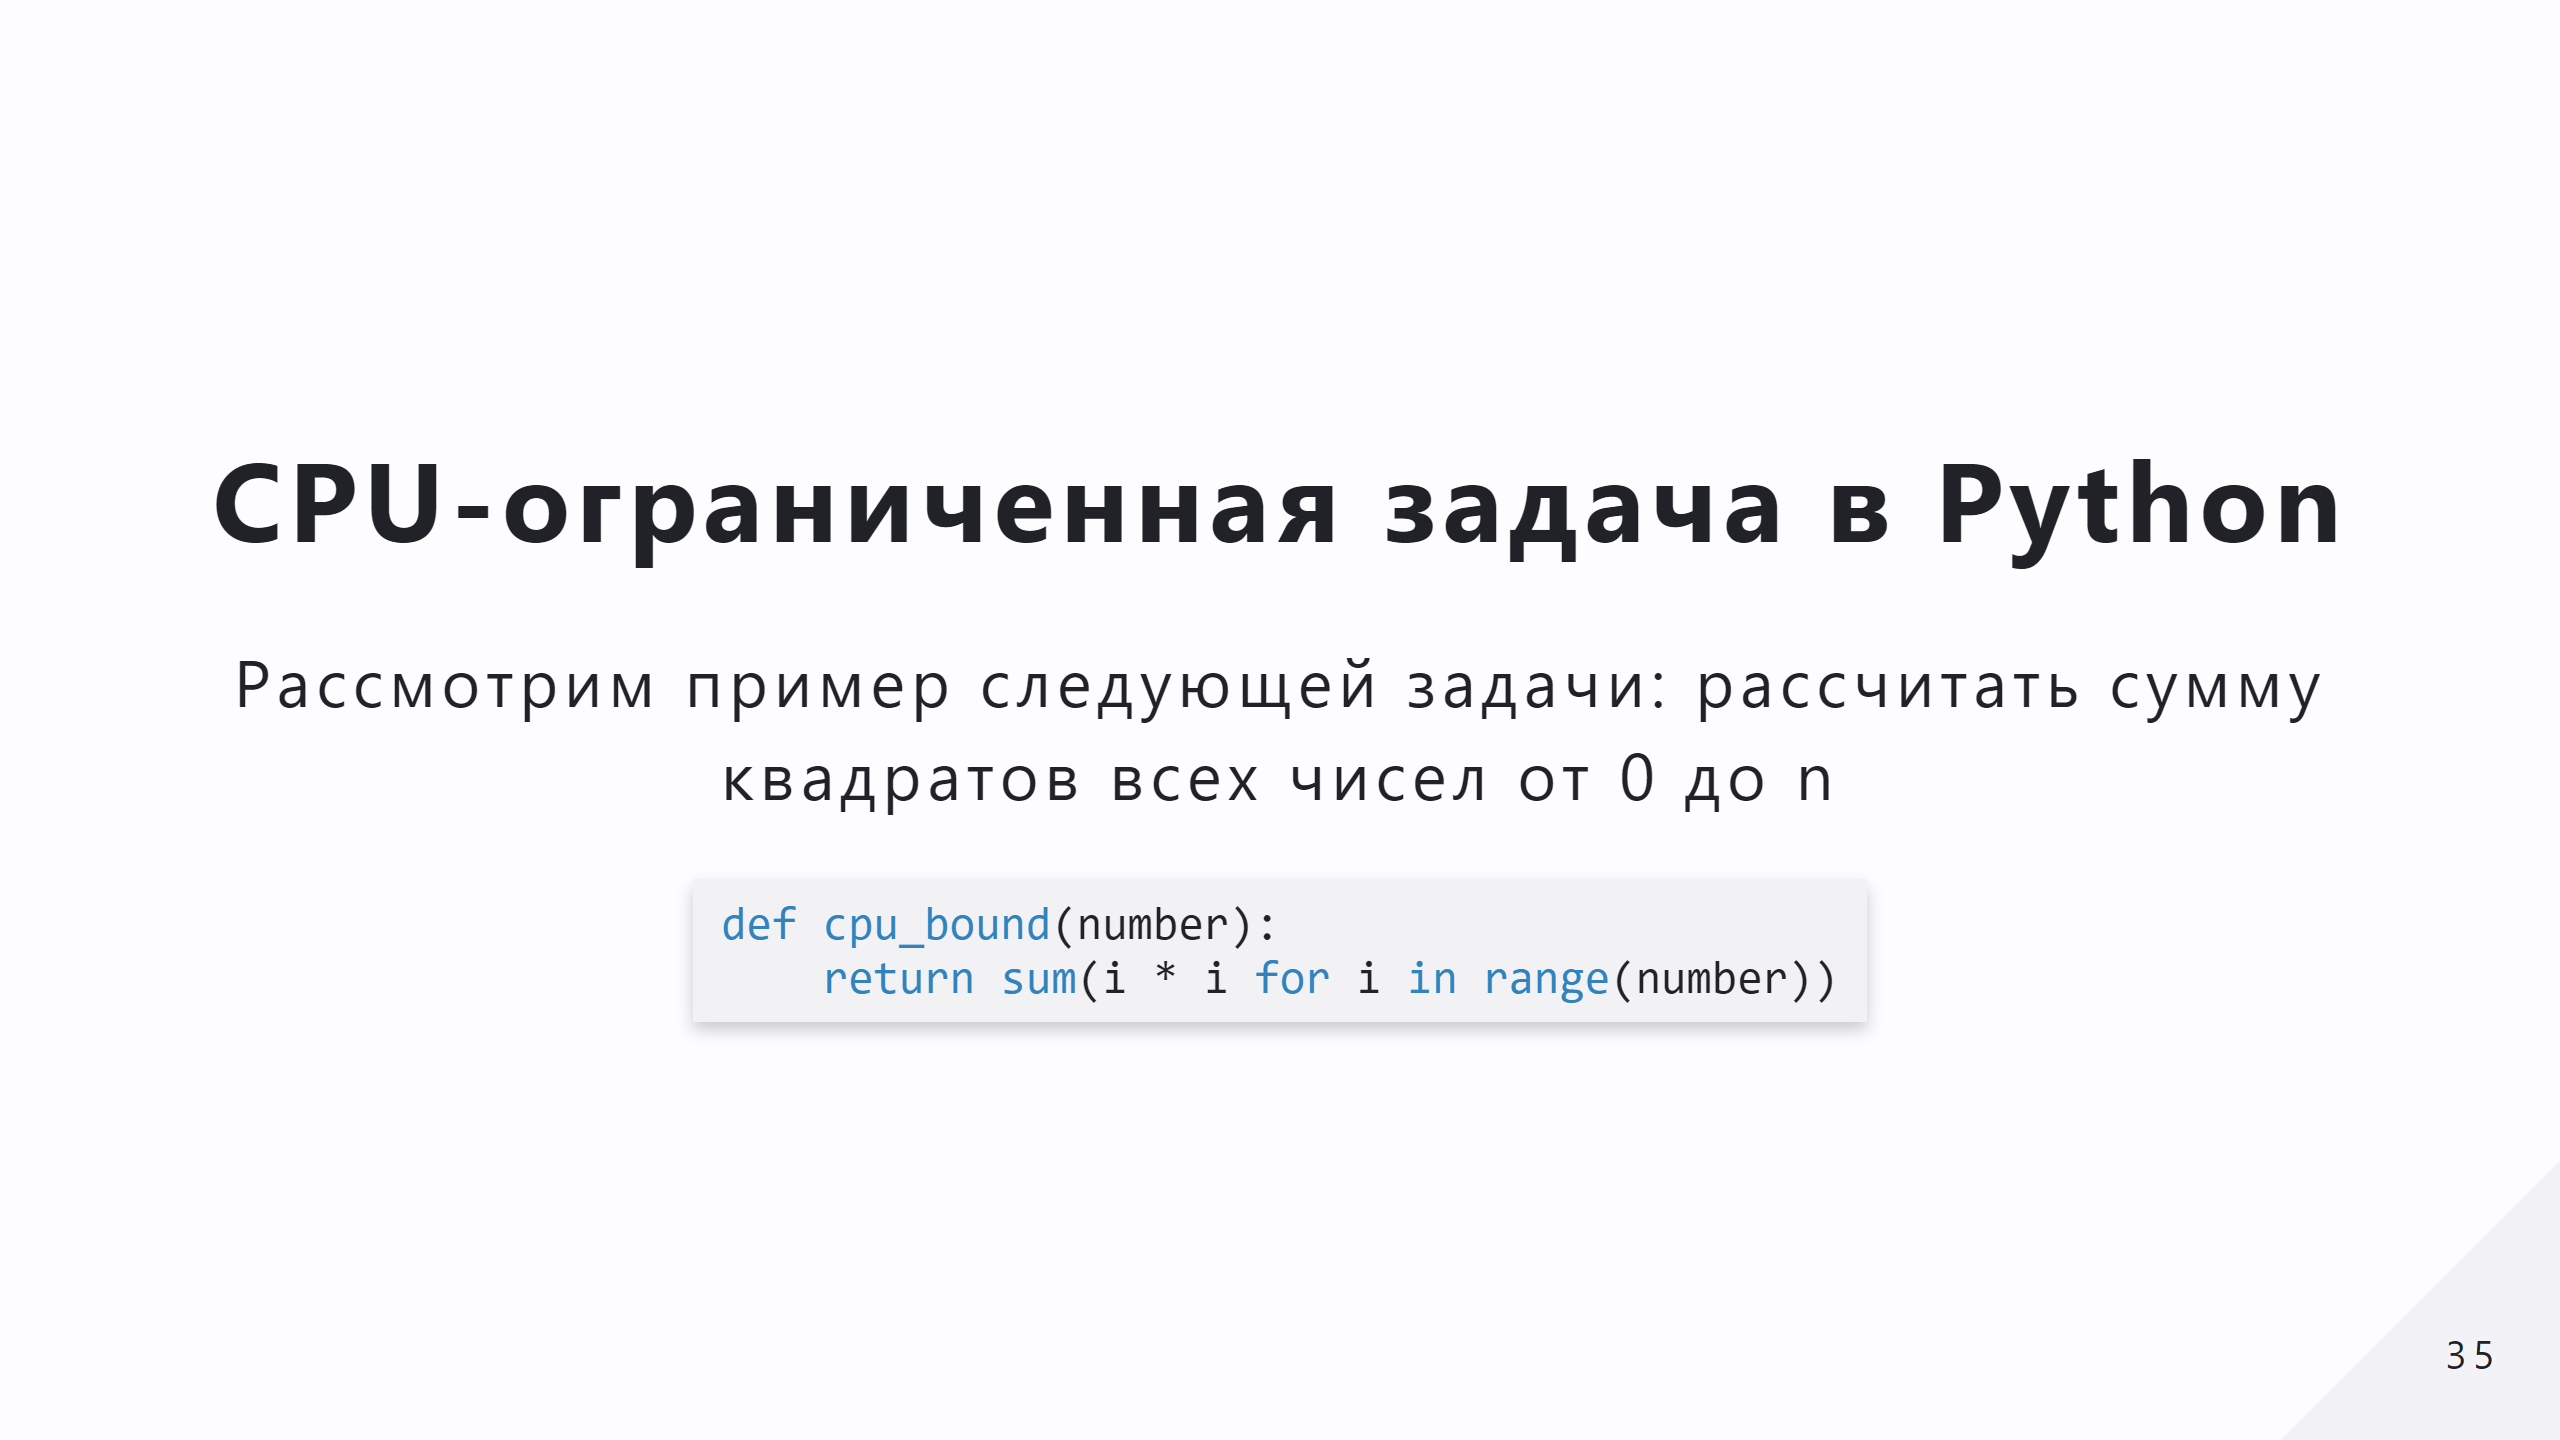 CPU-ограниченная задача в Python
Рассмотрим пример следующей задачи: рассчитать сумму
квадратов всех чисел от 0 до n
def cpu_bound(number):
    return sum(i * i for i in range(number))
35